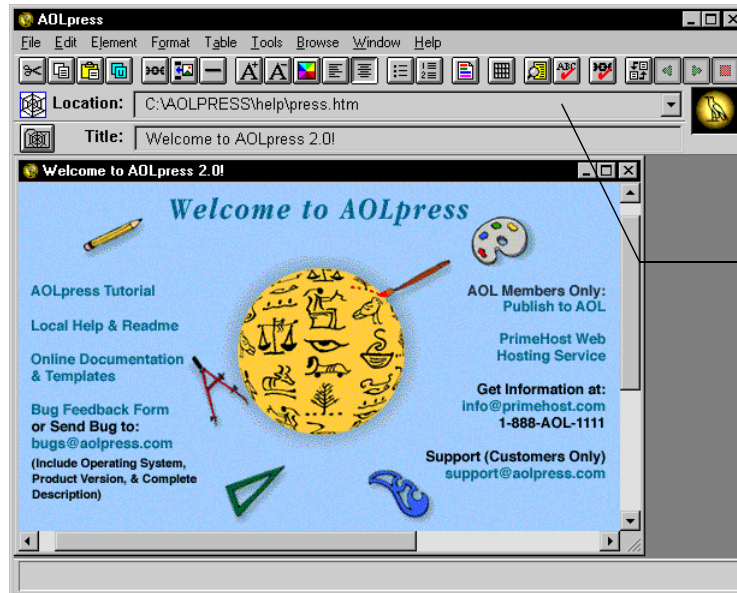 AOLpress
File Edit Element Format Table Tools Browse Window Help
Location: C:\AOLPRESS\help\press.htm
Title: Welcome to AOLpress 2.0!
Welcome to AOLpress 2.0!
Welcome to AOLpress
AOLpress Tutorial
Local Help & Readme
Online Documentation
& Templates
Bug Feedback Form
or Send Bug to:
bugs@aolpress.com
(Include Operating System,
Product Version, & Complete
Description)
AOL Members Only:
Publish to AOL
PrimeHost Web
Hosting Service
Get Information at:
info@primehost.com
1-888-AOL-1111
Support (Customers Only)
support@aolpress.com